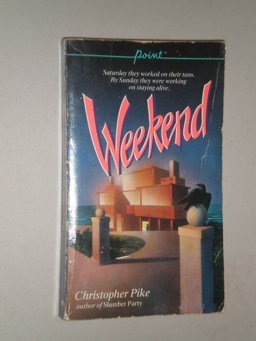 point™
Saturday they worked on their tans.
By Sunday they were working
on staying alive.
Weekend
Christopher Pike
author of Slumber Party